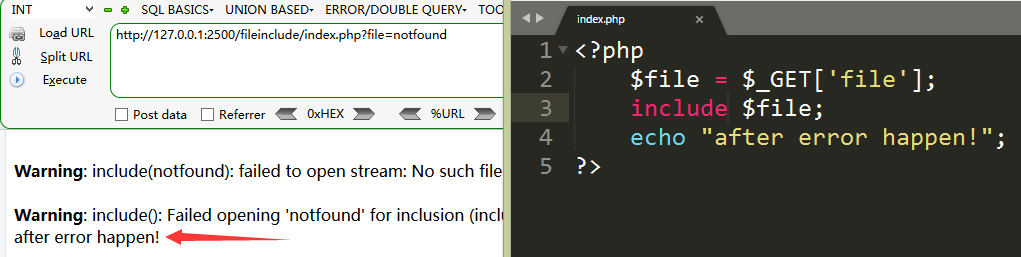 INT
SQL BASICS
UNION BASED
ERROR/DOUBLE QUERY
TOO
Load URL
Split URL
Execute
http://127.0.0.1:2500/fileinclude/index.php?file=notfound
Post data
Referrer
0xHEX
%URL
Warning: include(notfound): failed to open stream: No such file
Warning: include(): Failed opening 'notfound' for inclusion (inclu
after error happen!
index.php
×
1 <?php
2 $file = $_GET['file'];
3 include $file;
4 echo "after error happen!";
5 ?>